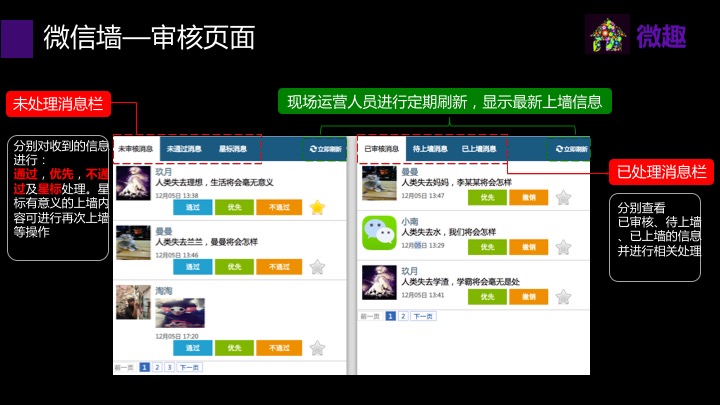 微信墙—审核页面
微趣
未处理消息栏
现场运营人员进行定期刷新，显示最新上墙信息
分别对收到的信息
进行：
通过，优先，不通
过及星标处理。星
标有意义的上墙内
容可进行再次上墙
等操作
未审核消息 未通过消息 星标消息 立即刷新
玖月
人类失去理想，生活将会毫无意义
12月05日 13:38
通过 优先 不通过
曼曼
人类失去兰兰，曼曼将会怎样
12月05日 13:46
通过 优先 不通过
淘淘
12月05日 17:20
通过 优先 不通过
前一页 1 2 3 下一页
已审核消息 待上墙消息 已上墙消息 立即刷新
曼曼
人类失去妈妈，李某某将会怎样
12月05日 13:47
优先 撤销
小南
人类失去水，我们将会怎样
12月05日 13:29
优先 撤销
玖月
人类失去学渣，学霸将会毫无是处
12月05日 13:41
优先 撤销
前一页 1 2 下一页
已处理消息栏
分别查看
已审核、待上墙
、已上墙的信息
并进行相关处理